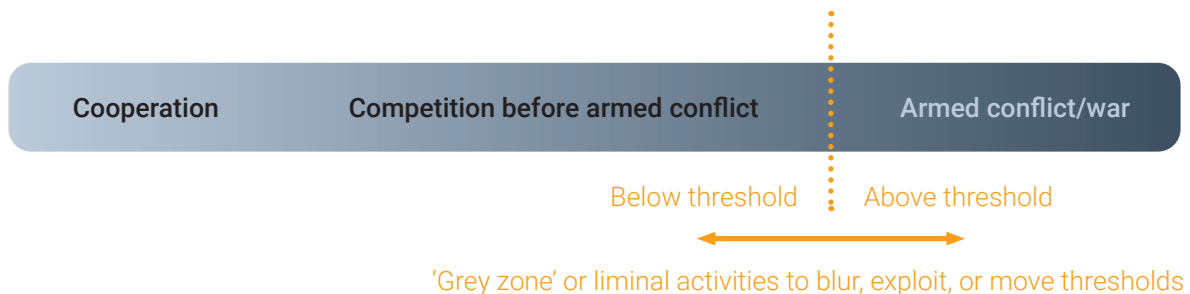 Cooperation Competition before armed conflict Armed conflict/war
Below threshold Above threshold
‘Grey zone’ or liminal activities to blur, exploit, or move thresholds